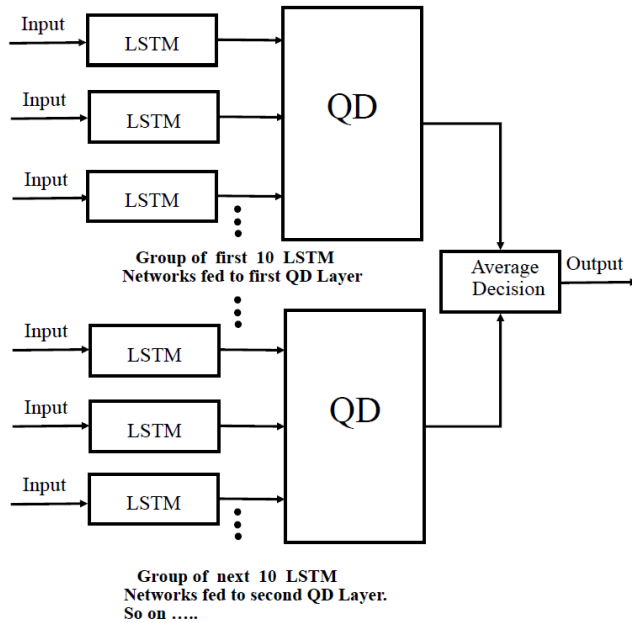 Input
LSTM
Input
LSTM
Input
LSTM
QD
Group of first 10 LSTM
Networks fed to first QD Layer
Average
Decision
Output
Input
LSTM
Input
LSTM
Input
LSTM
QD
Group of next 10 LSTM
Networks fed to second QD Layer.
So on …..